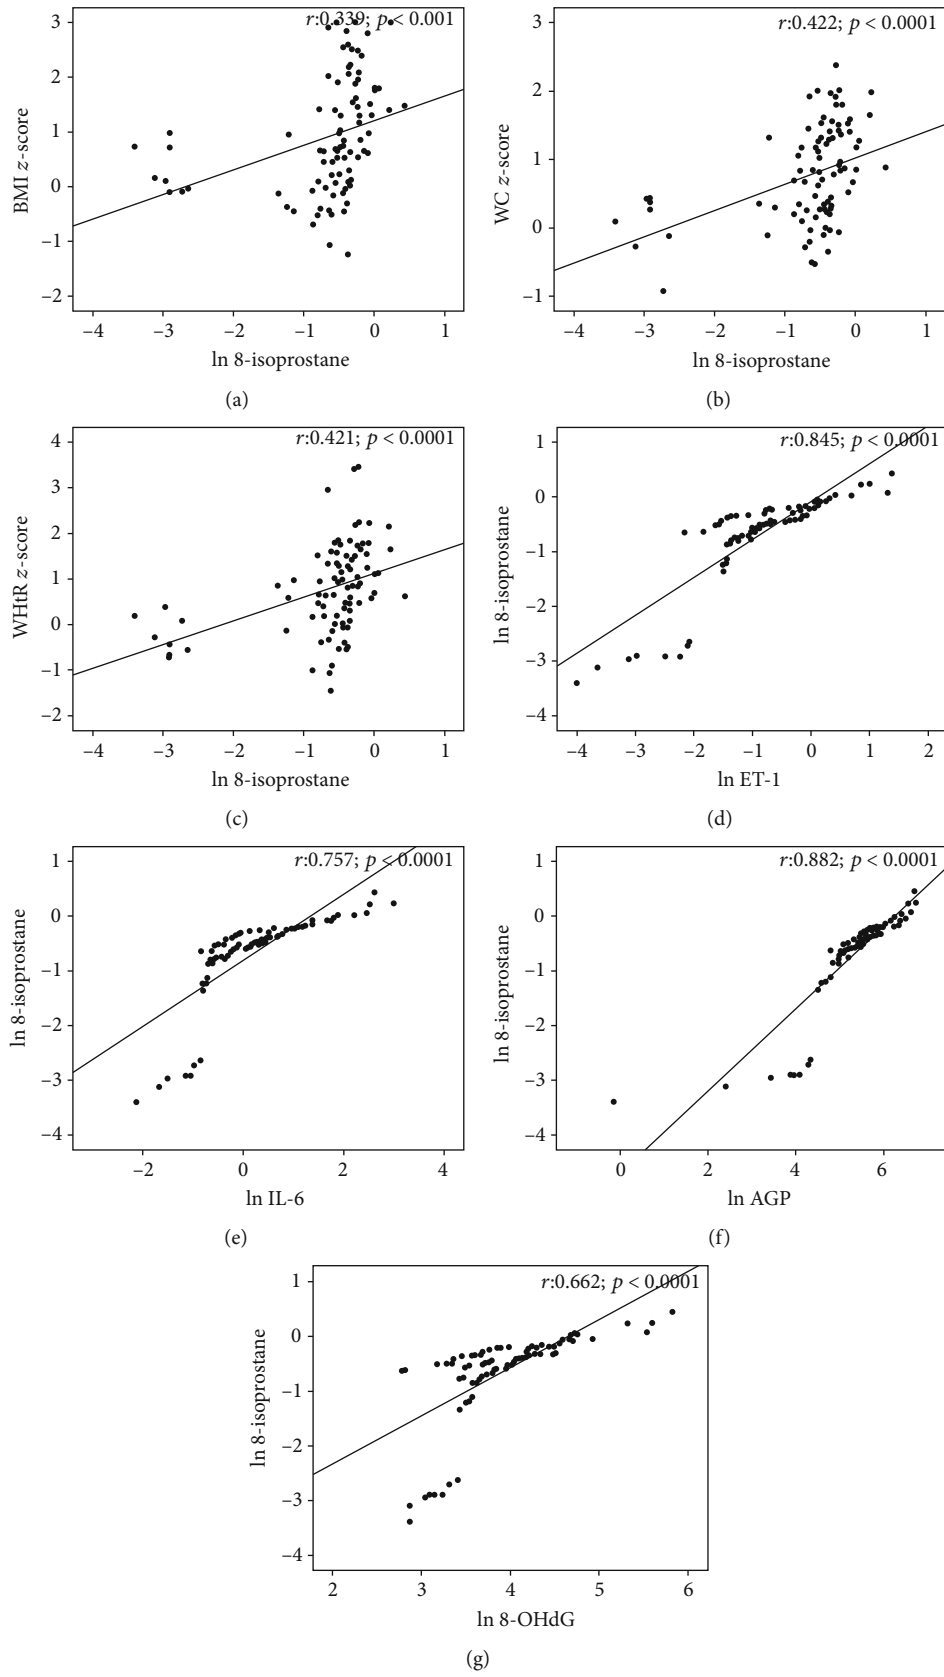 r:0.339; p < 0.001
3
2
1
0
−1
−2
BMI z-score
−4
−3
−2
−1
0
1
ln 8-isoprostane
(a)
r:0.422; p < 0.0001
3
2
1
0
−1
WC z-score
−4
−3
−2
−1
0
1
ln 8-isoprostane
(b)
r:0.421; p < 0.0001
4
3
2
1
0
−1
−2
WHtR z-score
−4
−3
−2
−1
0
1
ln 8-isoprostane
(c)
r:0.845; p < 0.0001
1
0
−1
−2
−3
−4
ln 8-isoprostane
−4
−3
−2
−1
0
1
2
ln ET-1
(d)
r:0.757; p < 0.0001
1
0
−1
−2
−3
−4
ln 8-isoprostane
−2
0
2
4
ln IL-6
(e)
r:0.882; p < 0.0001
1
0
−1
−2
−3
−4
ln 8-isoprostane
0
2
4
6
ln AGP
(f)
r:0.662; p < 0.0001
1
0
−1
−2
−3
−4
ln 8-isoprostane
2
3
4
5
6
ln 8-OHdG
(g)